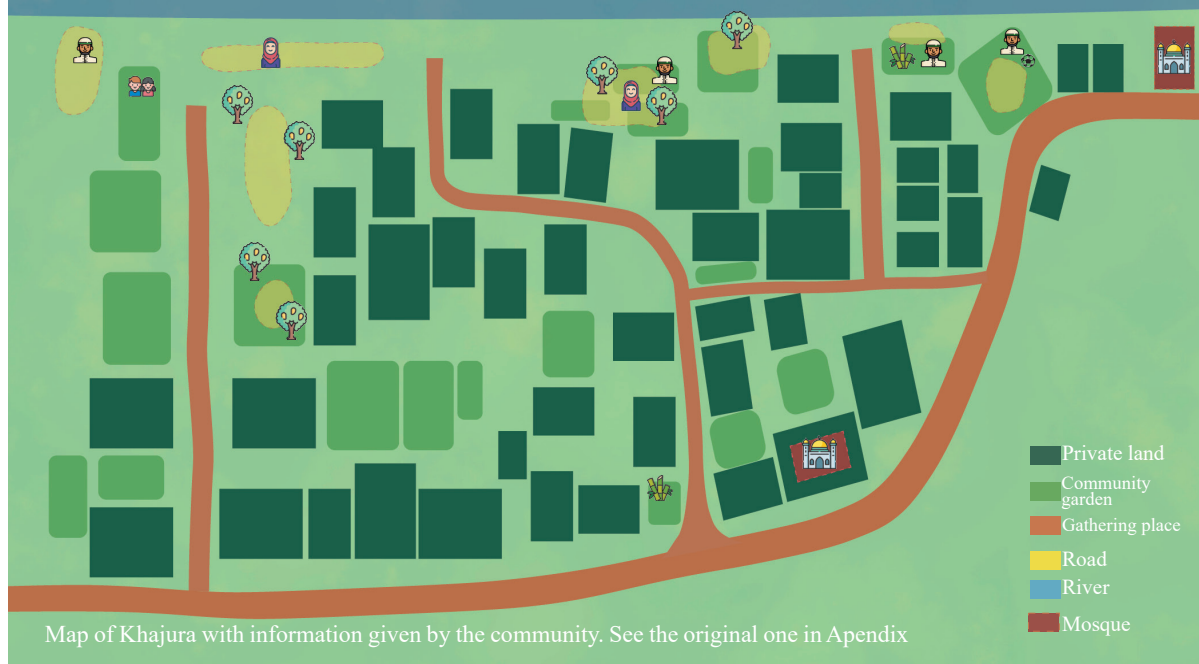 Private land
Community
garden
Gathering place
Road
River
Mosque
Map of Khajura with information given by the community. See the original one in Apendix